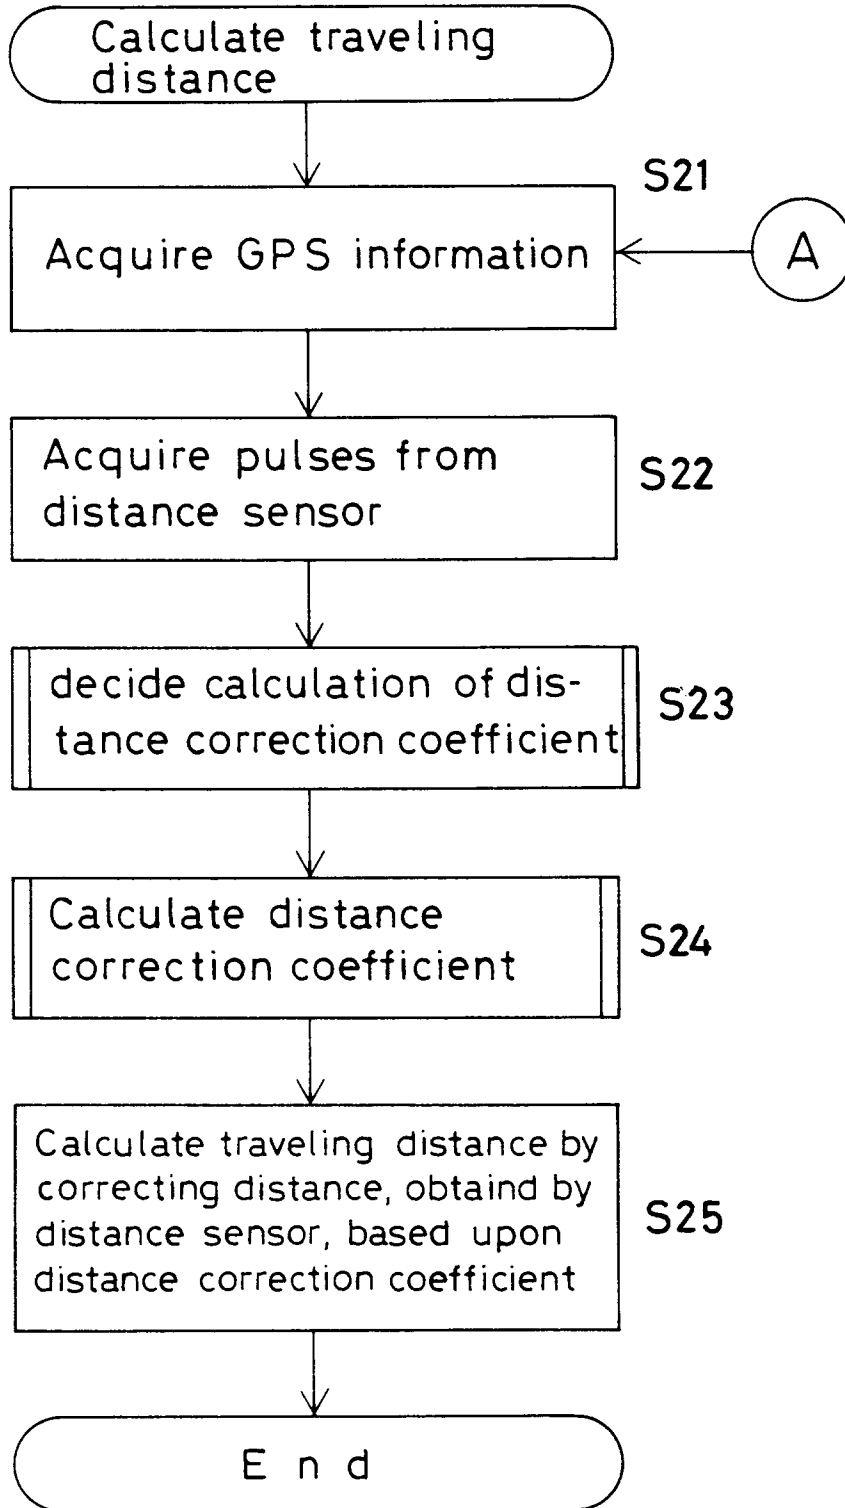 Calculate traveling
distance
S21
Acquire GPS information
A
Acquire pulses from
distance sensor
S22
decide calculation of dis-
tance correction coefficient
S23
Calculate distance
correction coefficient
S24
Calculate traveling distance by
correcting distance, obtaind by
distance sensor, based upon
distance correction coefficient
S25
End